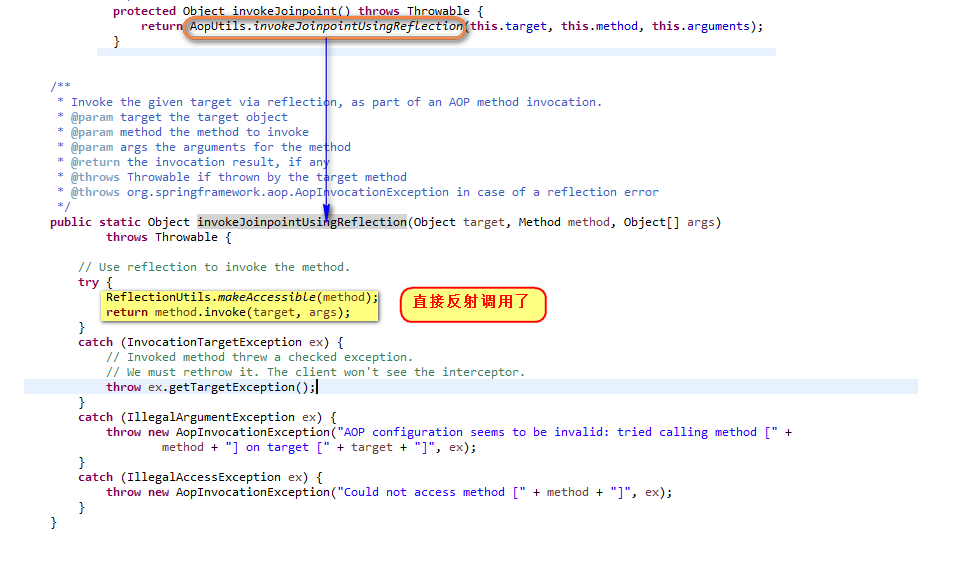 protected Object invokeJoinpoint() throws Throwable {
return AopUtils.invokeJoinpointUsingReflection(this.target, this.method, this.arguments);
}
/**
* Invoke the given target via reflection, as part of an AOP method invocation.
* @param target the target object
* @param method the method to invoke
* @param args the arguments for the method
* @return the invocation result, if any
* @throws Throwable if thrown by the target method
* @throws org.springframework.aop.AopInvocationException in case of a reflection error
*/
public static Object invokeJoinpointUsingReflection(Object target, Method method, Object[] args)
throws Throwable {
// Use reflection to invoke the method.
try {
ReflectionUtils.makeAccessible(method);
return method.invoke(target, args);
直接反射调用了
}
catch (InvocationTargetException ex) {
// Invoked method threw a checked exception.
// We must rethrow it. The client won't see the interceptor.
throw ex.getTargetException();
}
catch (IllegalArgumentException ex) {
throw new AopInvocationException("AOP configuration seems to be invalid: tried calling method [" +
method + "] on target [" + target + "]", ex);
}
catch (IllegalAccessException ex) {
throw new AopInvocationException("Could not access method [" + method + "]", ex);
}
}